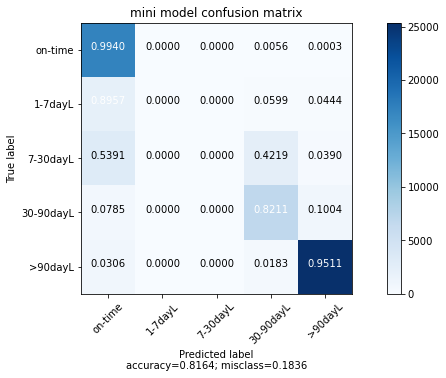 mini model confusion matrix
on-time 0.9940 0.0000 0.0000 0.0056 0.0003
1-7dayL 0.8957 0.0000 0.0000 0.0599 0.0444
7-30dayL 0.5391 0.0000 0.0000 0.4219 0.0390
30-90dayL 0.0785 0.0000 0.0000 0.8211 0.1004
>90dayL 0.0306 0.0000 0.0000 0.0183 0.9511
True label
on-time 1-7dayL 7-30dayL 30-90dayL >90dayL
Predicted label
accuracy=0.8164; misclass=0.1836
25000
20000
15000
10000
5000
0